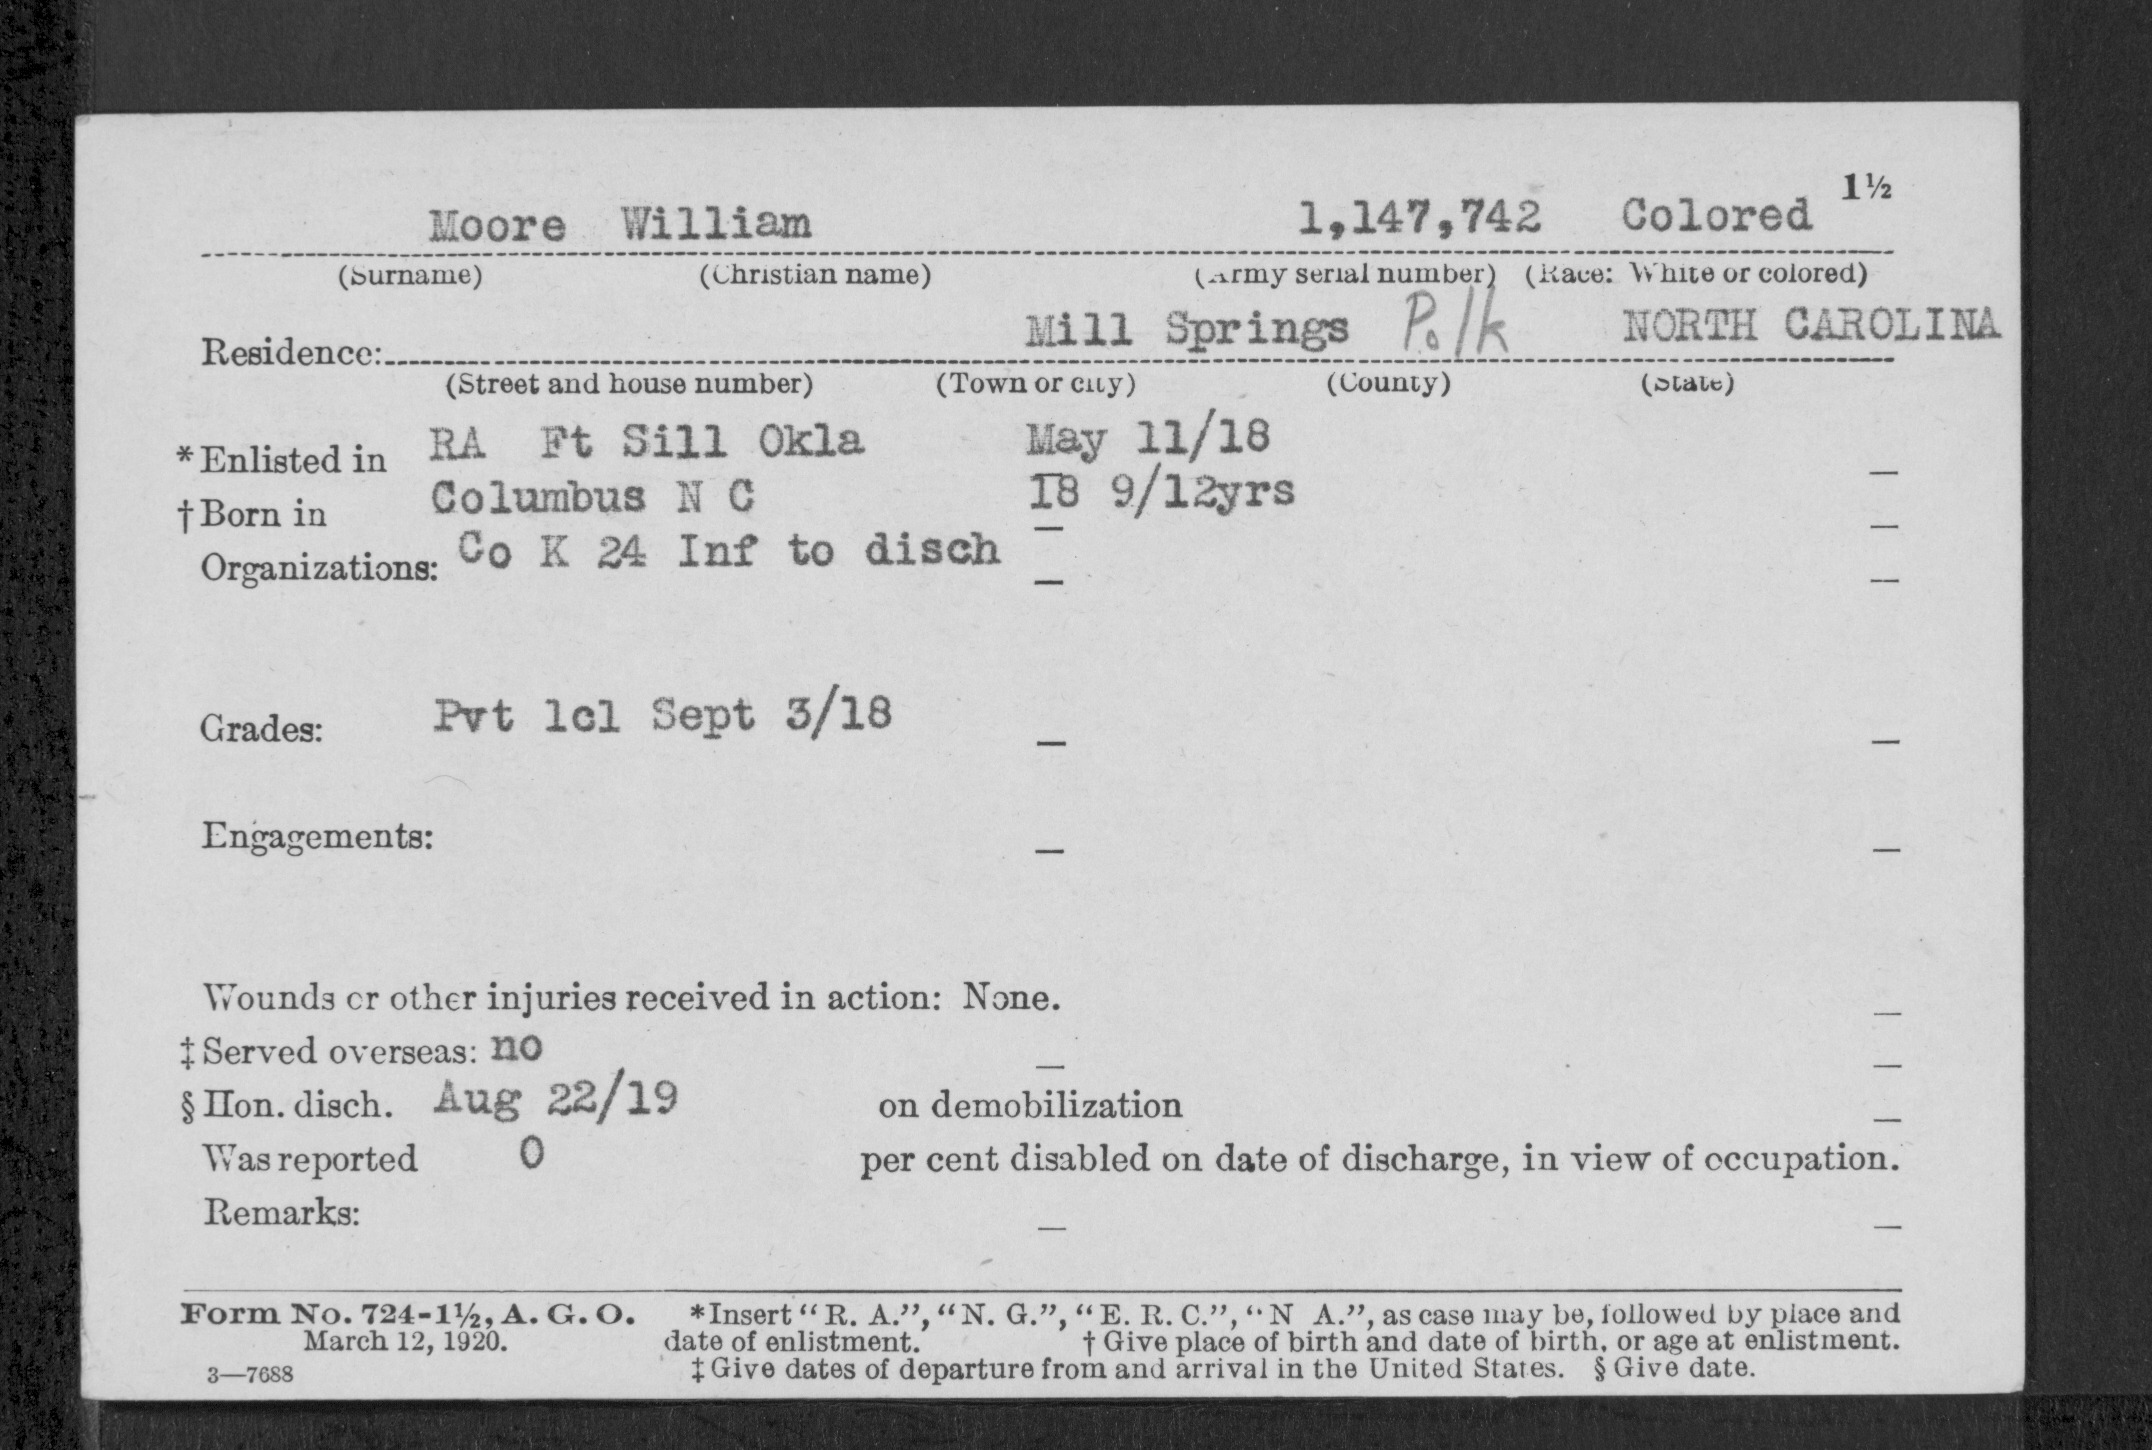 1½
Moore William 1,147,742 Colored
(Surname) (Christian name) (Army serial number) (Race: White or colored)
Residence: Mill Springs Polk NORTH CAROLINA
(Street and house number) (Town or city) (County) (State)
*Enlisted in RA Ft Sill Okla May 11/18
†Born in Columbus N C 18 9/12yrs
Organizations: Co K 24 Inf to disch
Grades: Pvt 1cl Sept 3/18
Engagements:
Wounds or other injuries received in action: None.
‡Served overseas: no
§Hon. disch. Aug 22/19 on demobilization
Was reported 0 per cent disabled on date of discharge, in view of occupation.
Remarks:
Form No. 724-1½, A. G. O. *Insert "R. A.", "N. G.", "E. R. C.", "N A.", as case may be, followed by place and
March 12, 1920. date of enlistment. †Give place of birth and date of birth, or age at enlistment.
3—7688 ‡Give dates of departure from and arrival in the United States. §Give date.